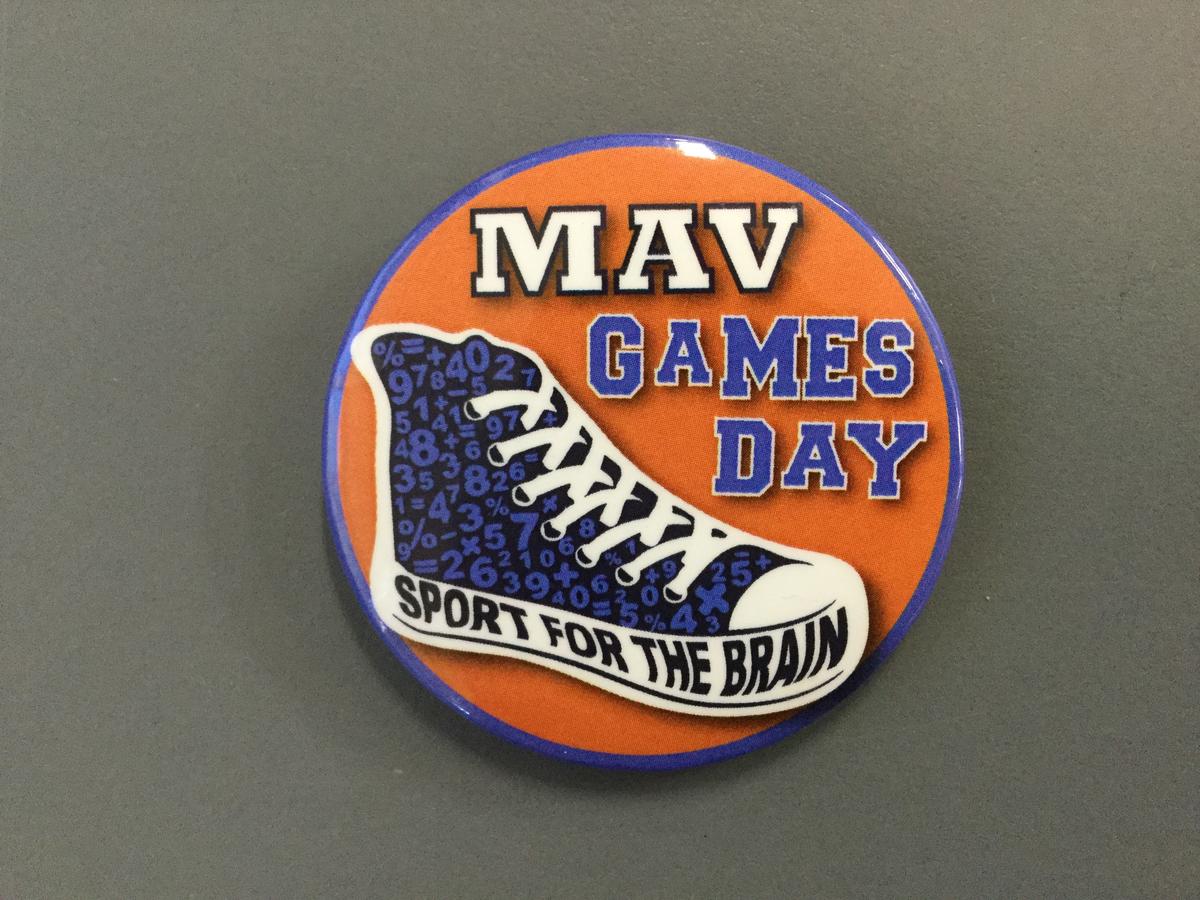 MAV
GAMES
DAY
SPORT FOR THE BRAIN